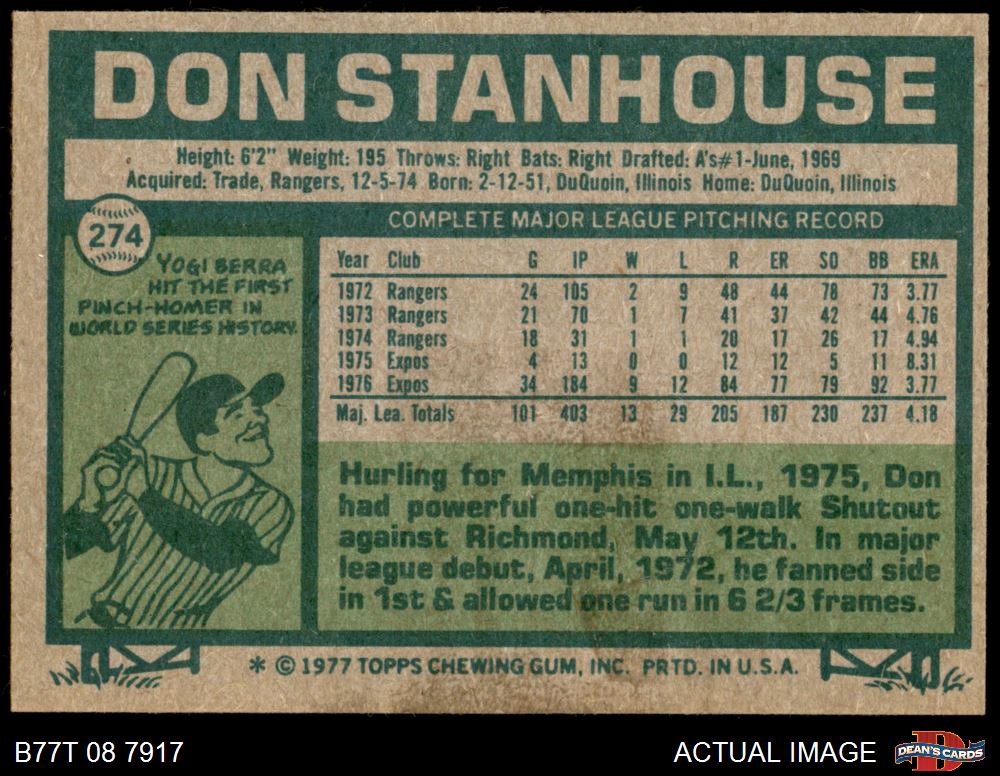 DON STANHOUSE
Height: 6'2" Weight: 195 Throws: Right Bats: Right Drafted: A's#1-June, 1969
Acquired: Trade, Rangers, 12-5-74 Born: 2-12-51, DuQuoin, Illinois Home: DuQuoin, Illinois
274
YOGI BERRA
HIT THE FIRST
PINCH-HOMER IN
WORLD SERIES HISTORY.
COMPLETE MAJOR LEAGUE PITCHING RECORD
Year Club G IP W L R ER SO BB ERA
1972 Rangers 24 105 2 9 48 44 78 73 3.77
1973 Rangers 21 70 1 7 41 37 42 44 4.76
1974 Rangers 18 31 1 1 20 17 26 17 4.94
1975 Expos 4 13 0 0 12 12 5 11 8.31
1976 Expos 34 184 9 12 84 77 79 92 3.77
Maj. Lea. Totals 101 403 13 29 205 187 230 237 4.18
Hurling for Memphis in I.L., 1975, Don
had powerful one-hit one-walk Shutout
against Richmond, May 12th. In major
league debut, April, 1972, he fanned side
in 1st & allowed one run in 6 2/3 frames.
* © 1977 TOPPS CHEWING GUM, INC. PRTD. IN U.S.A.
B77T 08 7917
ACTUAL IMAGE
DEAN'S CARDS